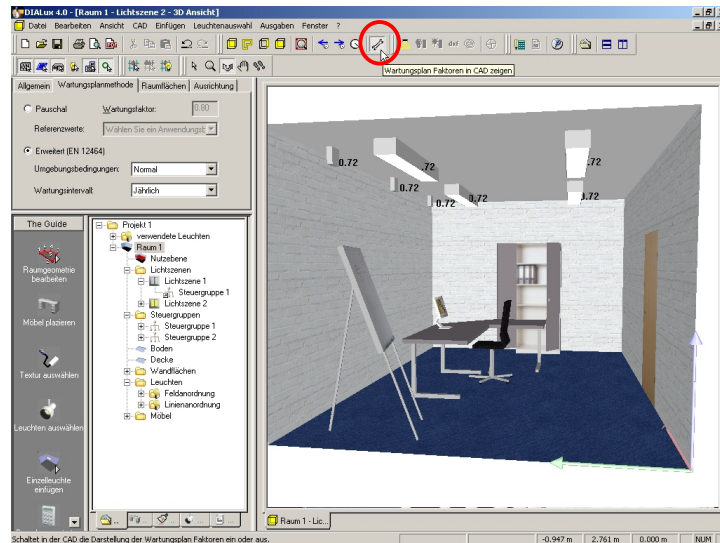 DIALux 4.0 - [Raum 1 - Lichtszene 2 - 3D Ansicht]
Datei Bearbeiten Ansicht CAD Einfügen Leuchtenauswahl Ausgaben Fenster ?
def
Wartungsplan Faktoren in CAD zeigen
Allgemein Wartungsplanmethode Raumflächen Ausrichtung
Pauschal Wartungsfaktor: 0.80
Referenzwerte: Wählen Sie ein Anwendungst
Erweitert (EN 12464)
Umgebungsbedingungen: Normal
Wartungsintervall: Jährlich
The Guide
Raumgeometrie bearbeiten
Möbel plazieren
Textur auswählen
Leuchten auswählen
Einzelleuchte einfügen
Projekt 1
verwendete Leuchten
Raum 1
Nutzebene
Lichtszenen
Lichtszene 1
Steuergruppe 1
Lichtszene 2
Steuergruppen
Steuergruppe 1
Steuergruppe 2
Boden
Decke
Wandflächen
Leuchten
Feldanordnung
Linienanordnung
Möbel
0.72
.72
.72
0.72
0.72
0.72
0.72
Raum 1 - Lic...
Schaltet in der CAD die Darstellung der Wartungsplan Faktoren ein oder aus.
-0.947 m 2.761 m 0.000 m NUM